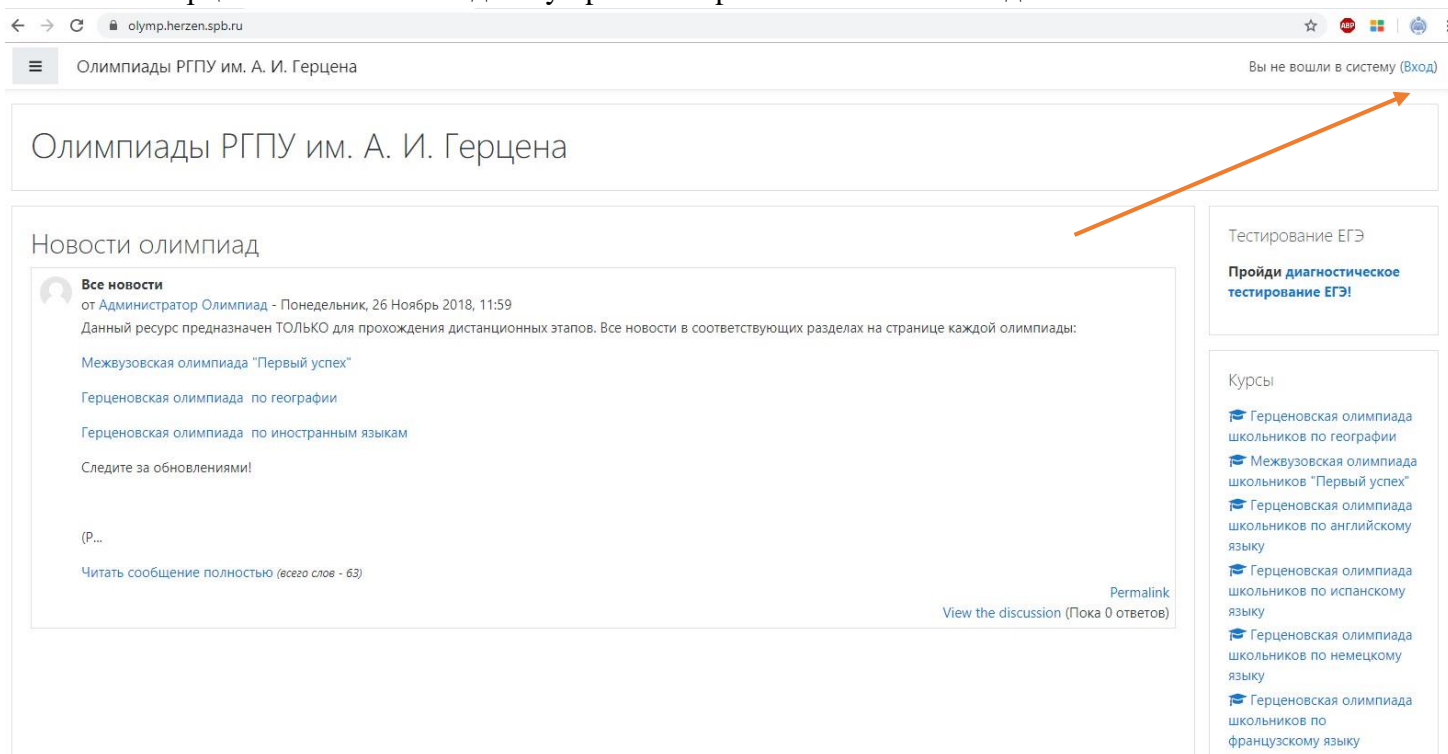 olymp.herzen.spb.ru
ABP
Олимпиады РГПУ им. А. И. Герцена
Вы не вошли в систему (Вход)
Олимпиады РГПУ им. А. И. Герцена
Новости олимпиад
Все новости
от Администратор Олимпиад - Понедельник, 26 Ноябрь 2018, 11:59
Данный ресурс предназначен ТОЛЬКО для прохождения дистанционных этапов. Все новости в соответствующих разделах на странице каждой олимпиады:
Межвузовская олимпиада "Первый успех"
Герценовская олимпиада по географии
Герценовская олимпиада по иностранным языкам
Следите за обновлениями!
(Р...
Читать сообщение полностью (всего слов - 63)
Permalink
View the discussion (Пока 0 ответов)
Тестирование ЕГЭ
Пройди диагностическое
тестирование ЕГЭ!
Курсы
Герценовская олимпиада
школьников по географии
Межвузовская олимпиада
школьников "Первый успех"
Герценовская олимпиада
школьников по английскому
языку
Герценовская олимпиада
школьников по испанскому
языку
Герценовская олимпиада
школьников по немецкому
языку
Герценовская олимпиада
школьников по
французскому языку